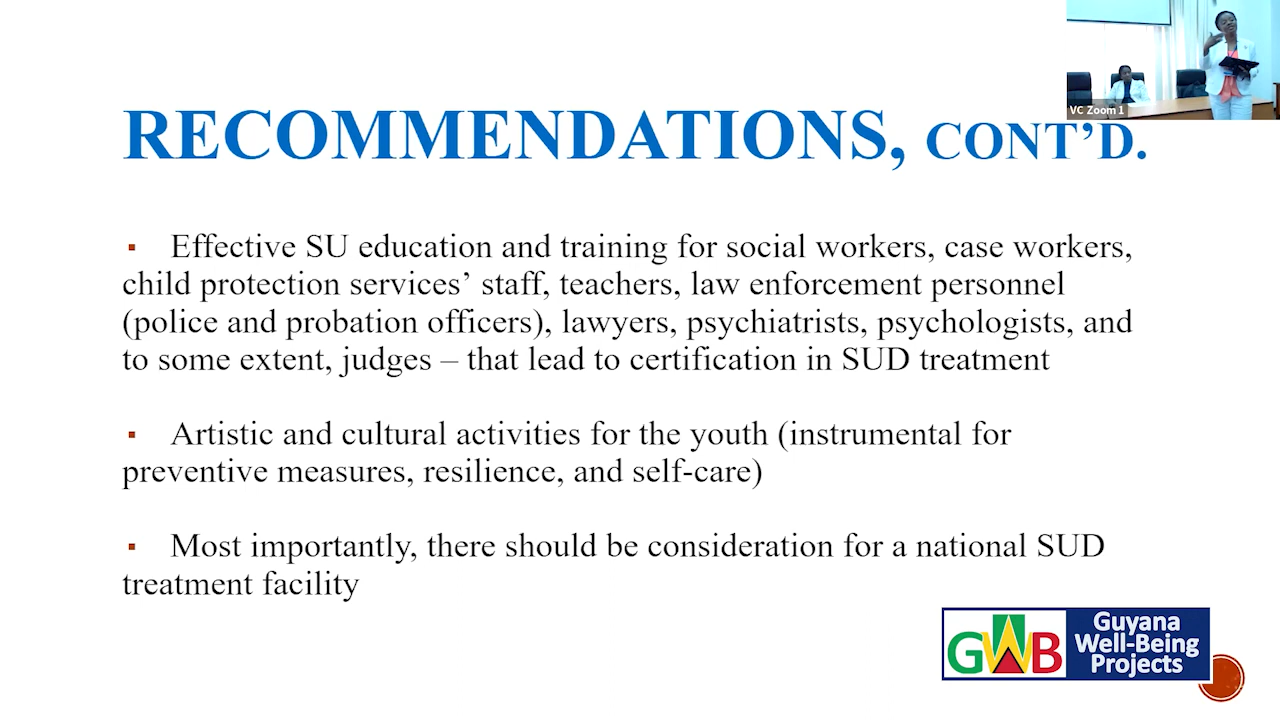 VC Zoom 1
RECOMMENDATIONS, CONT’D.
▪ Effective SU education and training for social workers, case workers,
child protection services’ staff, teachers, law enforcement personnel
(police and probation officers), lawyers, psychiatrists, psychologists, and
to some extent, judges – that lead to certification in SUD treatment
▪ Artistic and cultural activities for the youth (instrumental for
preventive measures, resilience, and self-care)
▪ Most importantly, there should be consideration for a national SUD
treatment facility
GWB
Guyana
Well-Being
Projects